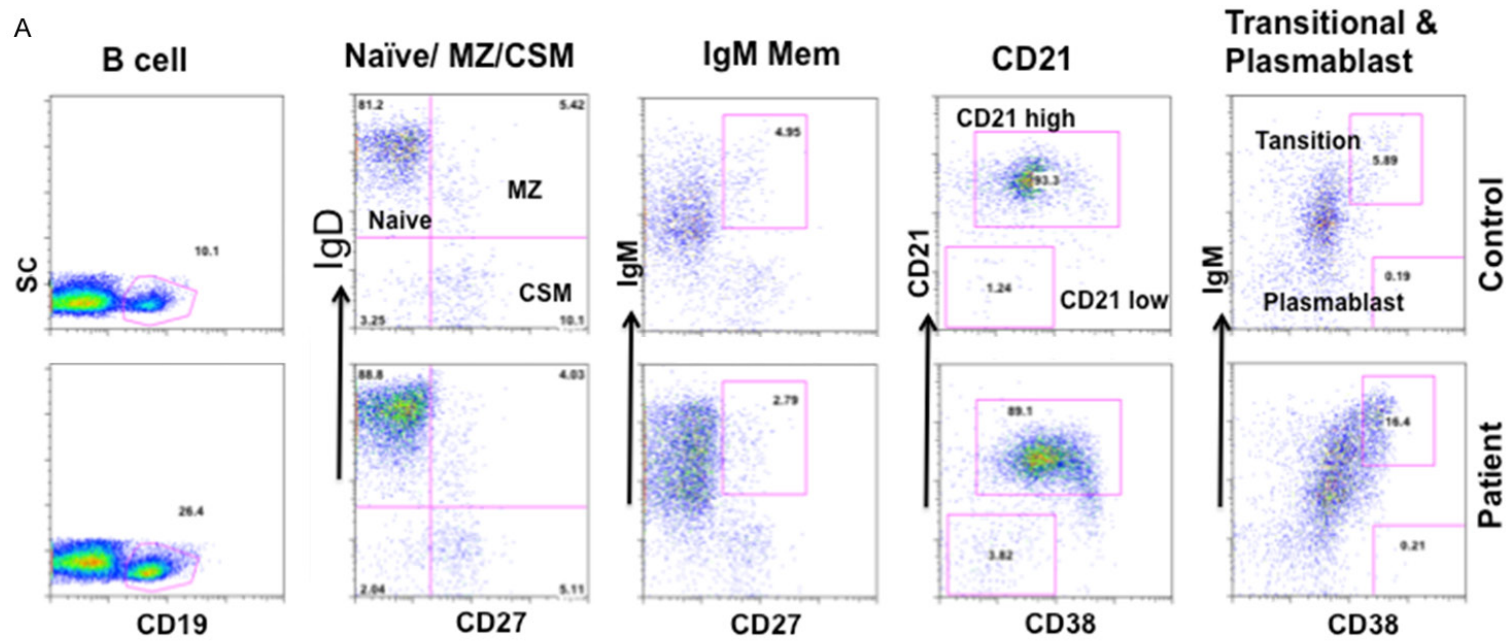 A
B cell
Naïve/ MZ/CSM
IgM Mem
CD21
Transitional &
Plasmablast
SC
10.1
IgD
81.2
5.42
MZ
Naive
CSM
3.25
10.1
IgM
4.95
CD21
CD21 high
93.3
1.24
CD21 low
IgM
Tansition
5.89
0.19
Plasmablast
Control
26.4
88.8
4.03
2.04
5.11
2.79
89.1
3.82
16.4
0.21
Patient
CD19
CD27
CD27
CD38
CD38